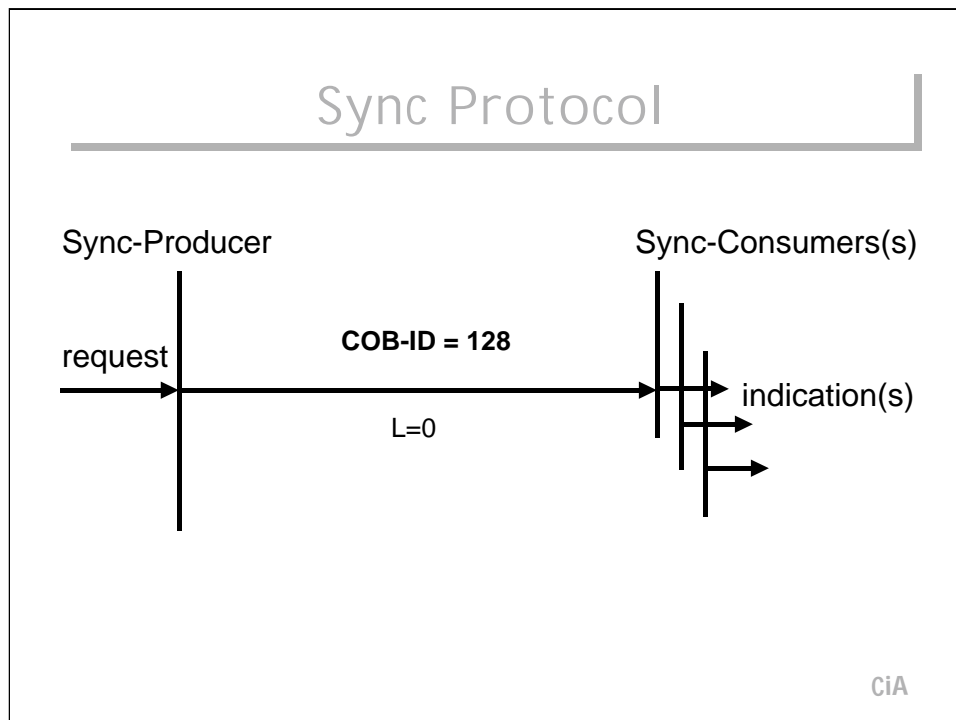 Sync Protocol
Sync-Producer
Sync-Consumers(s)
COB-ID = 128
request
indication(s)
L=0
CiA